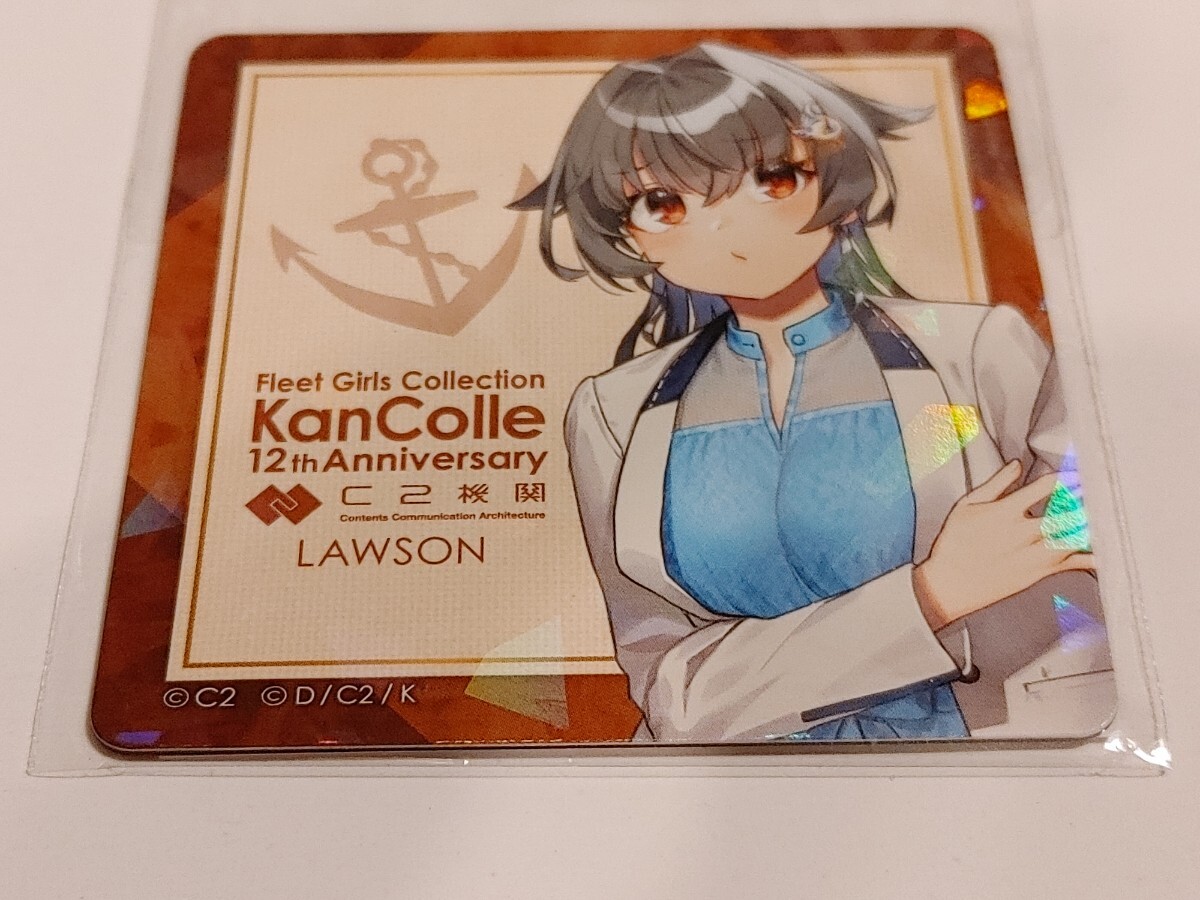 Fleet Girls Collection
KanColle
12th Anniversary
C2機関
Contents Communication Architecture
LAWSON
©C2 ©D/C2/K